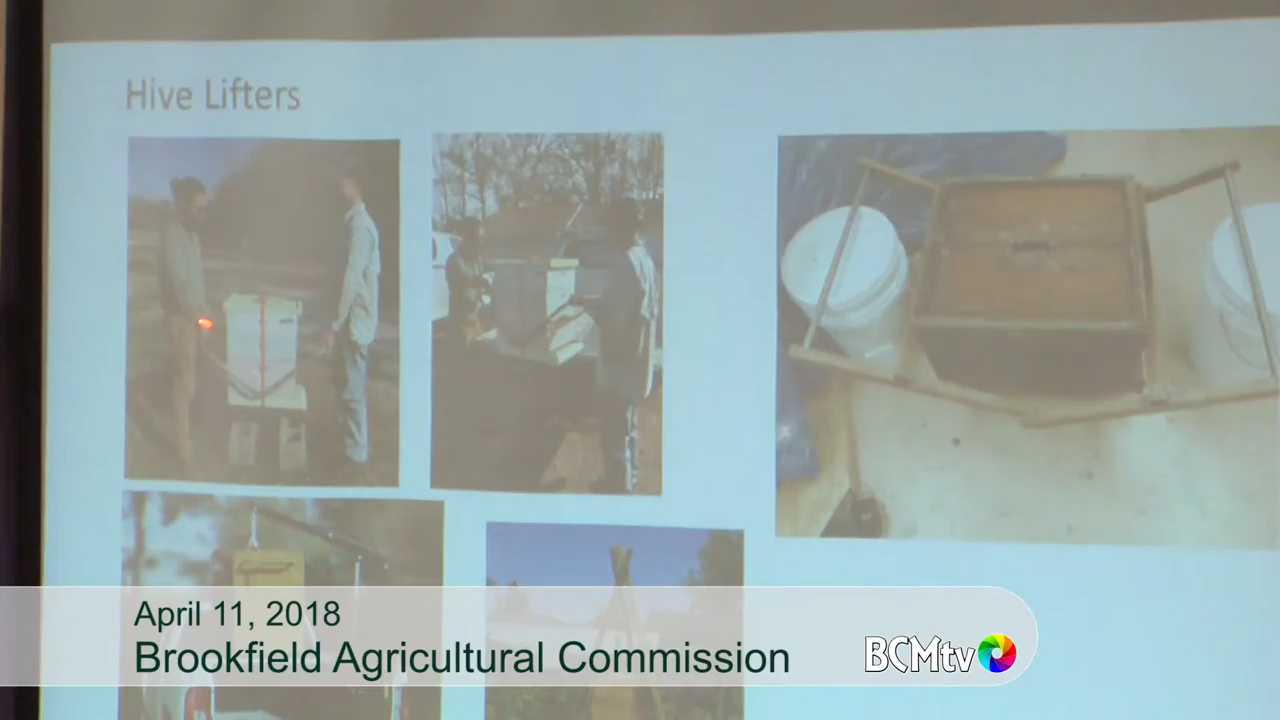 Hive Lifters
April 11, 2018
Brookfield Agricultural Commission
BCMtv